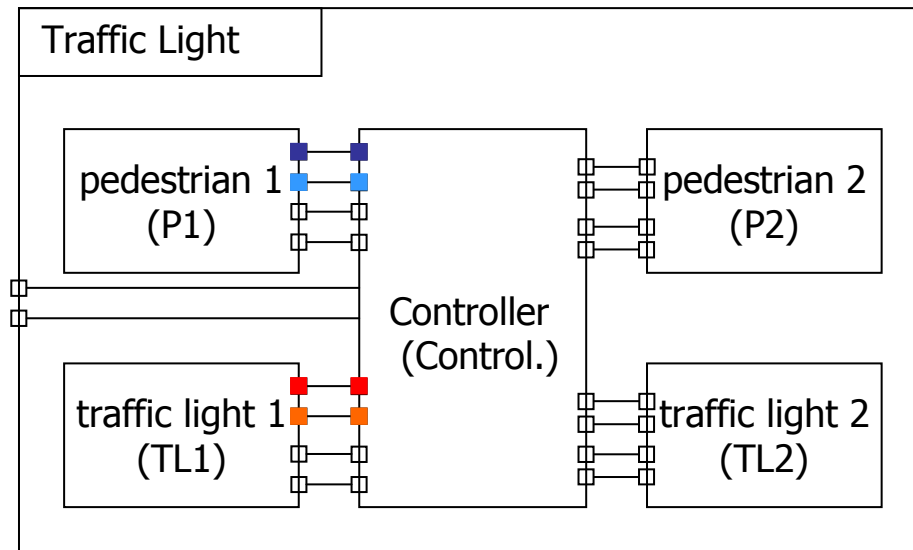 Traffic Light
pedestrian 1
(P1)
pedestrian 2
(P2)
Controller
(Control.)
traffic light 1
(TL1)
traffic light 2
(TL2)